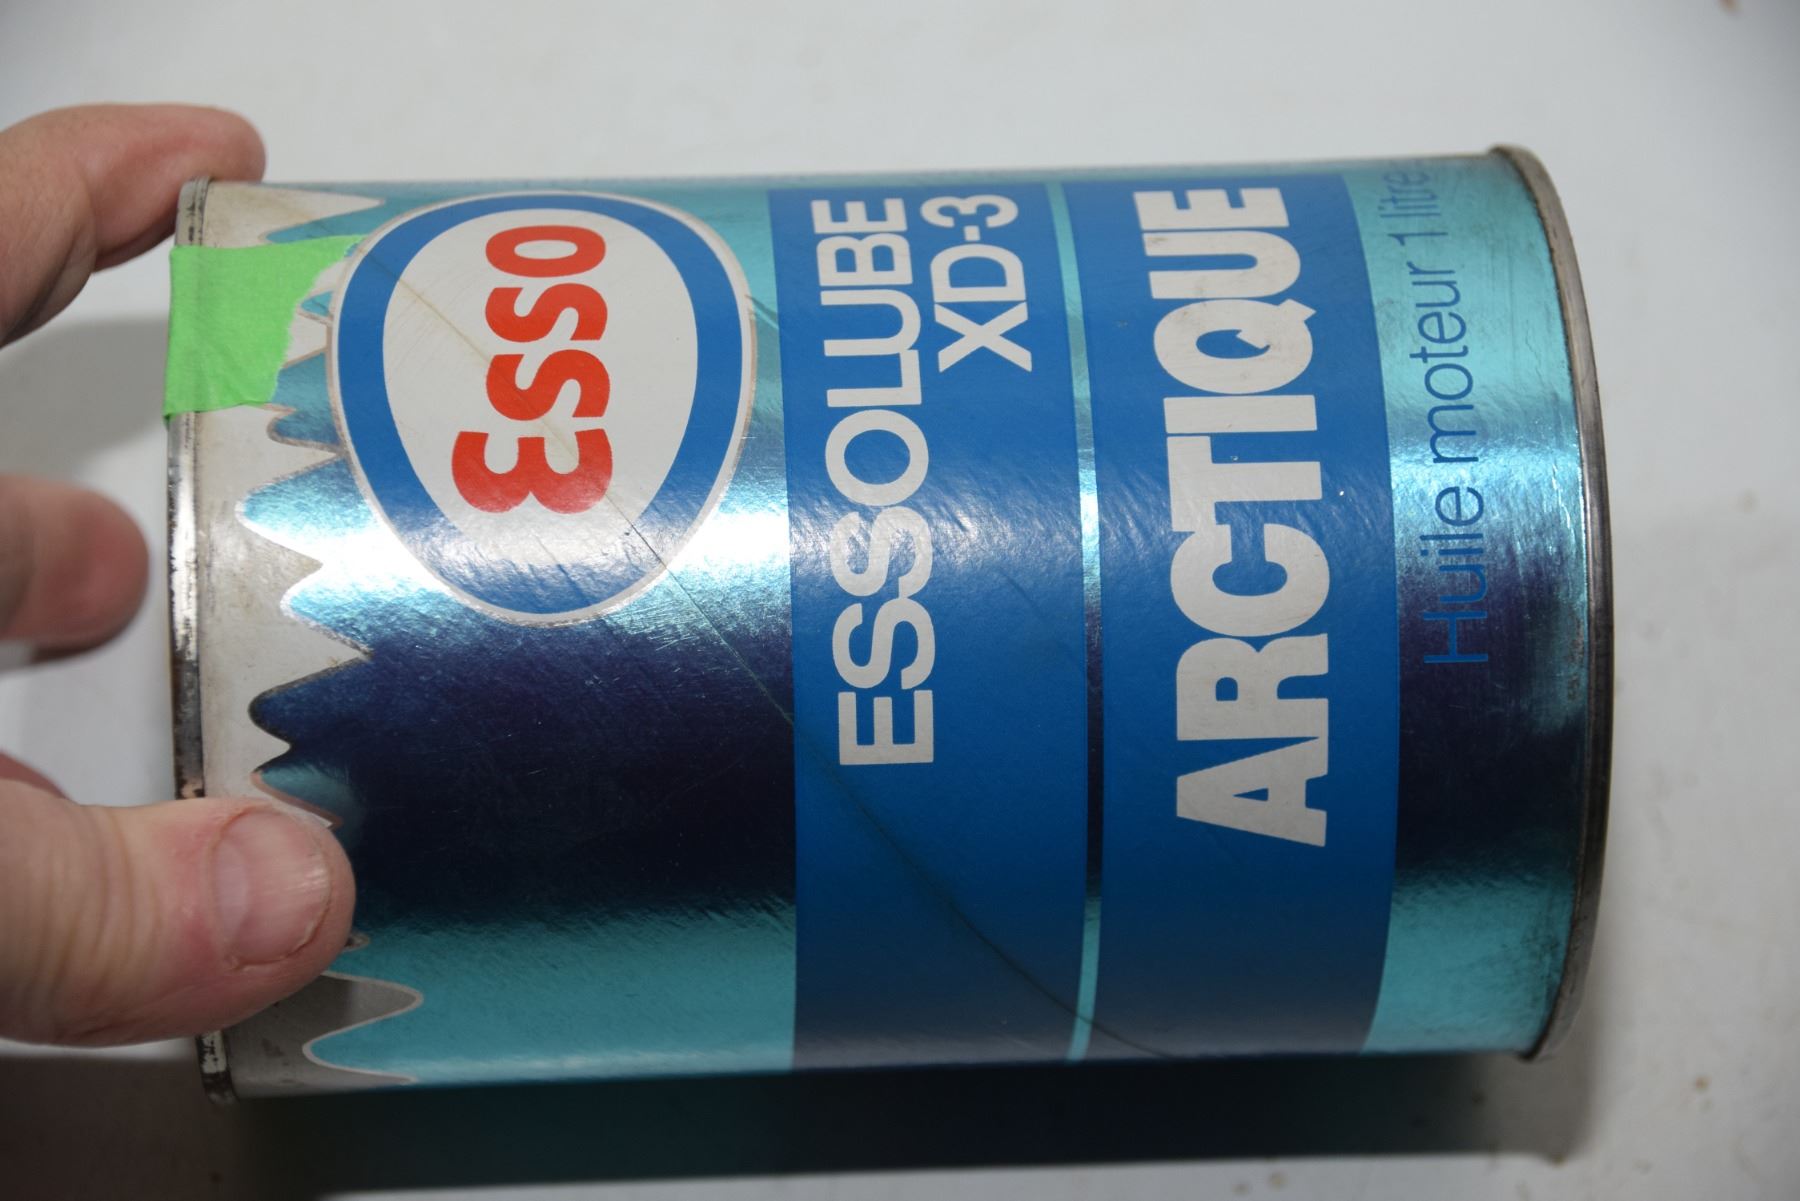 Esso
ESSOLUBE
XD-3
ARCTIQUE
Huile moteur 1 litre